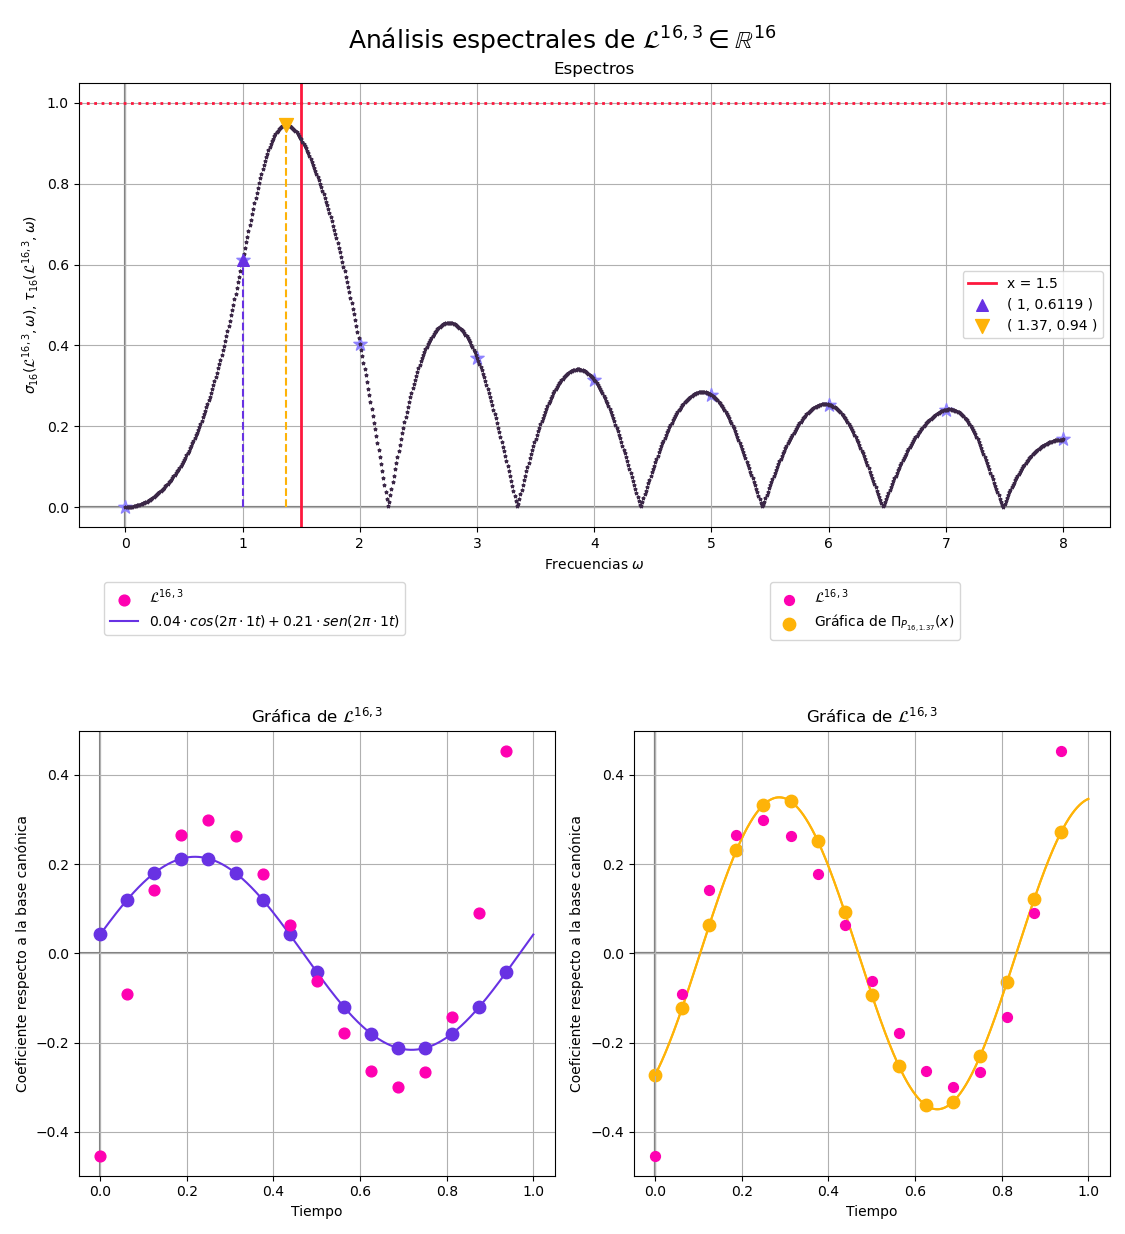 Análisis espectrales de ℒ^{16,3} ∈ ℝ^{16}
Espectros
1.0
0.8
0.6
0.4
0.2
0.0
σ_{16}(ℒ^{16,3}, ω), τ_{16}(ℒ^{16,3}, ω)
x = 1.5
( 1, 0.6119 )
( 1.37, 0.94 )
0 1 2 3 4 5 6 7 8
Frecuencias ω
ℒ^{16,3}
0.04 · cos(2π · 1t) + 0.21 · sen(2π · 1t)
ℒ^{16,3}
Gráfica de Π_{P_{16,1.37}}(x)
Gráfica de ℒ^{16,3}
0.4
0.2
0.0
−0.2
−0.4
Coeficiente respecto a la base canónica
0.0 0.2 0.4 0.6 0.8 1.0
Tiempo
Gráfica de ℒ^{16,3}
0.4
0.2
0.0
−0.2
−0.4
Coeficiente respecto a la base canónica
0.0 0.2 0.4 0.6 0.8 1.0
Tiempo